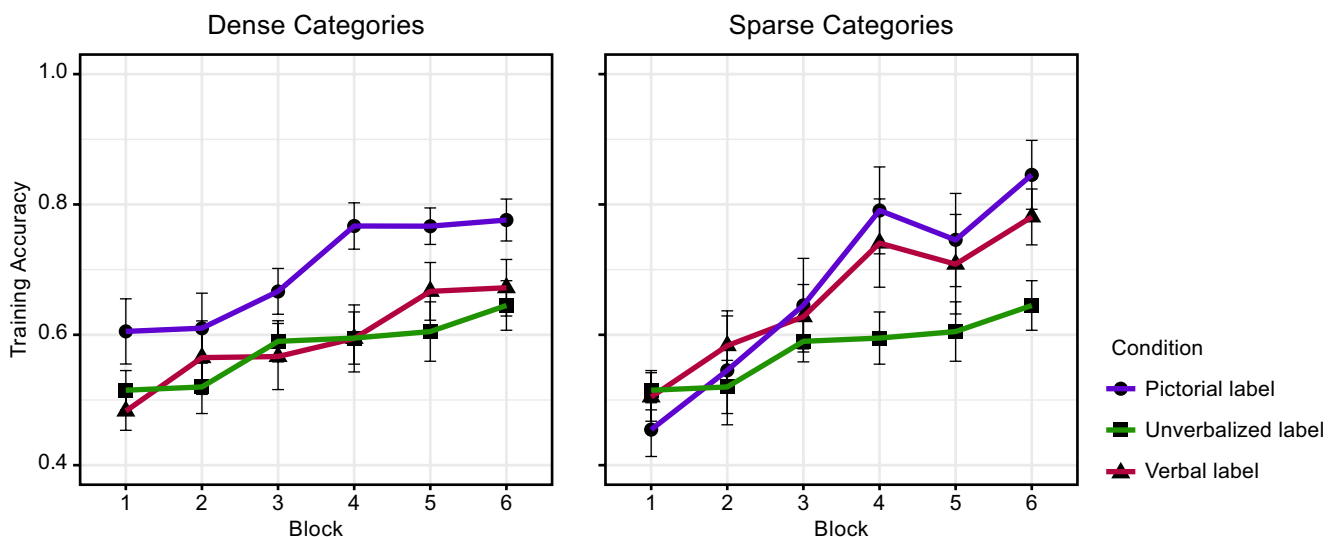 Dense Categories
Sparse Categories
Training Accuracy
1.0
0.8
0.6
0.4
1 2 3 4 5 6
Block
1 2 3 4 5 6
Block
Condition
Pictorial label
Unverbalized label
Verbal label